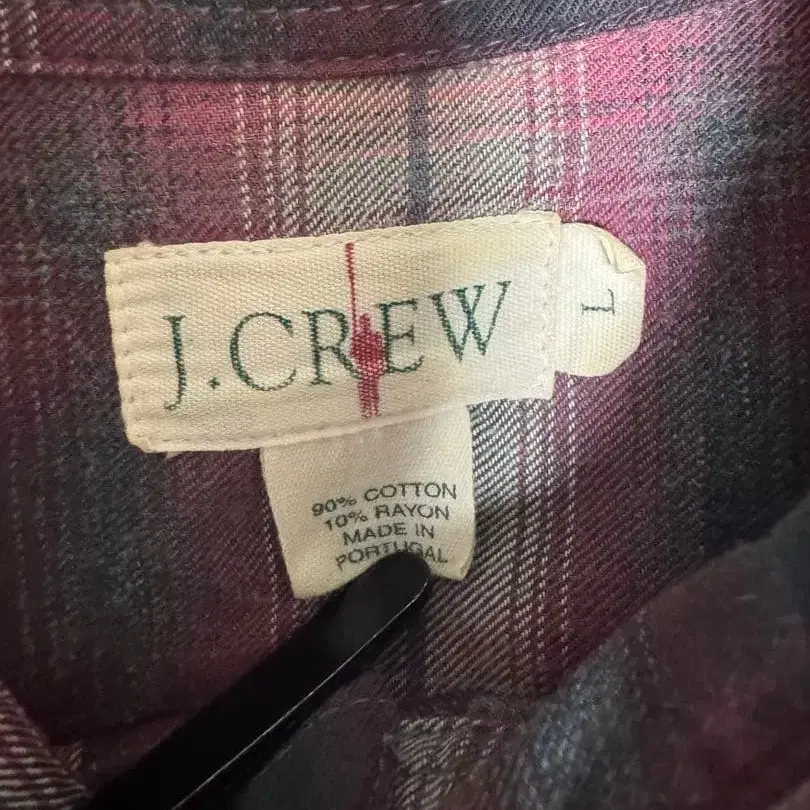 J.CREW
L
90% COTTON
10% RAYON
MADE IN
PORTUGAL